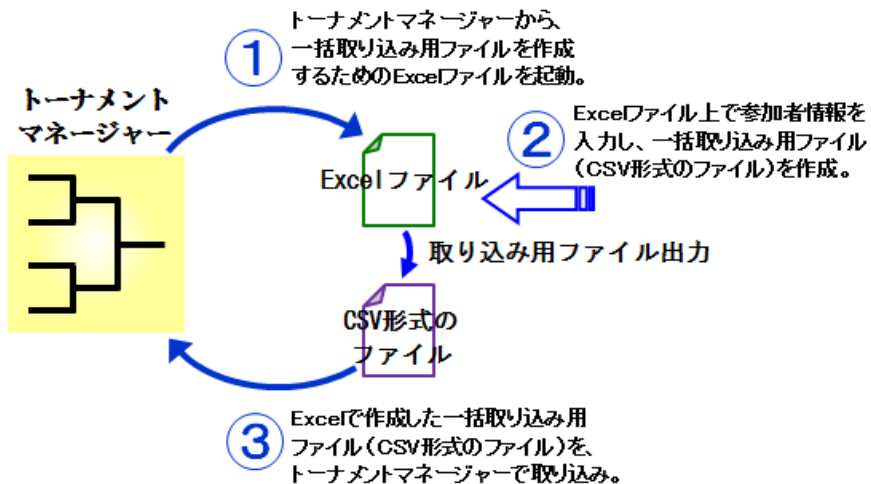 ① トーナメントマネージャーから、
一括取り込み用ファイルを作成
するためのExcelファイルを起動。
トーナメント
マネージャー
② Excelファイル上で参加者情報を
入力し、一括取り込み用ファイル
(CSV形式のファイル)を作成。
Excelファイル
取り込み用ファイル出力
CSV形式の
ファイル
③ Excelで作成した一括取り込み用
ファイル(CSV形式のファイル)を、
トーナメントマネージャーで取り込み。